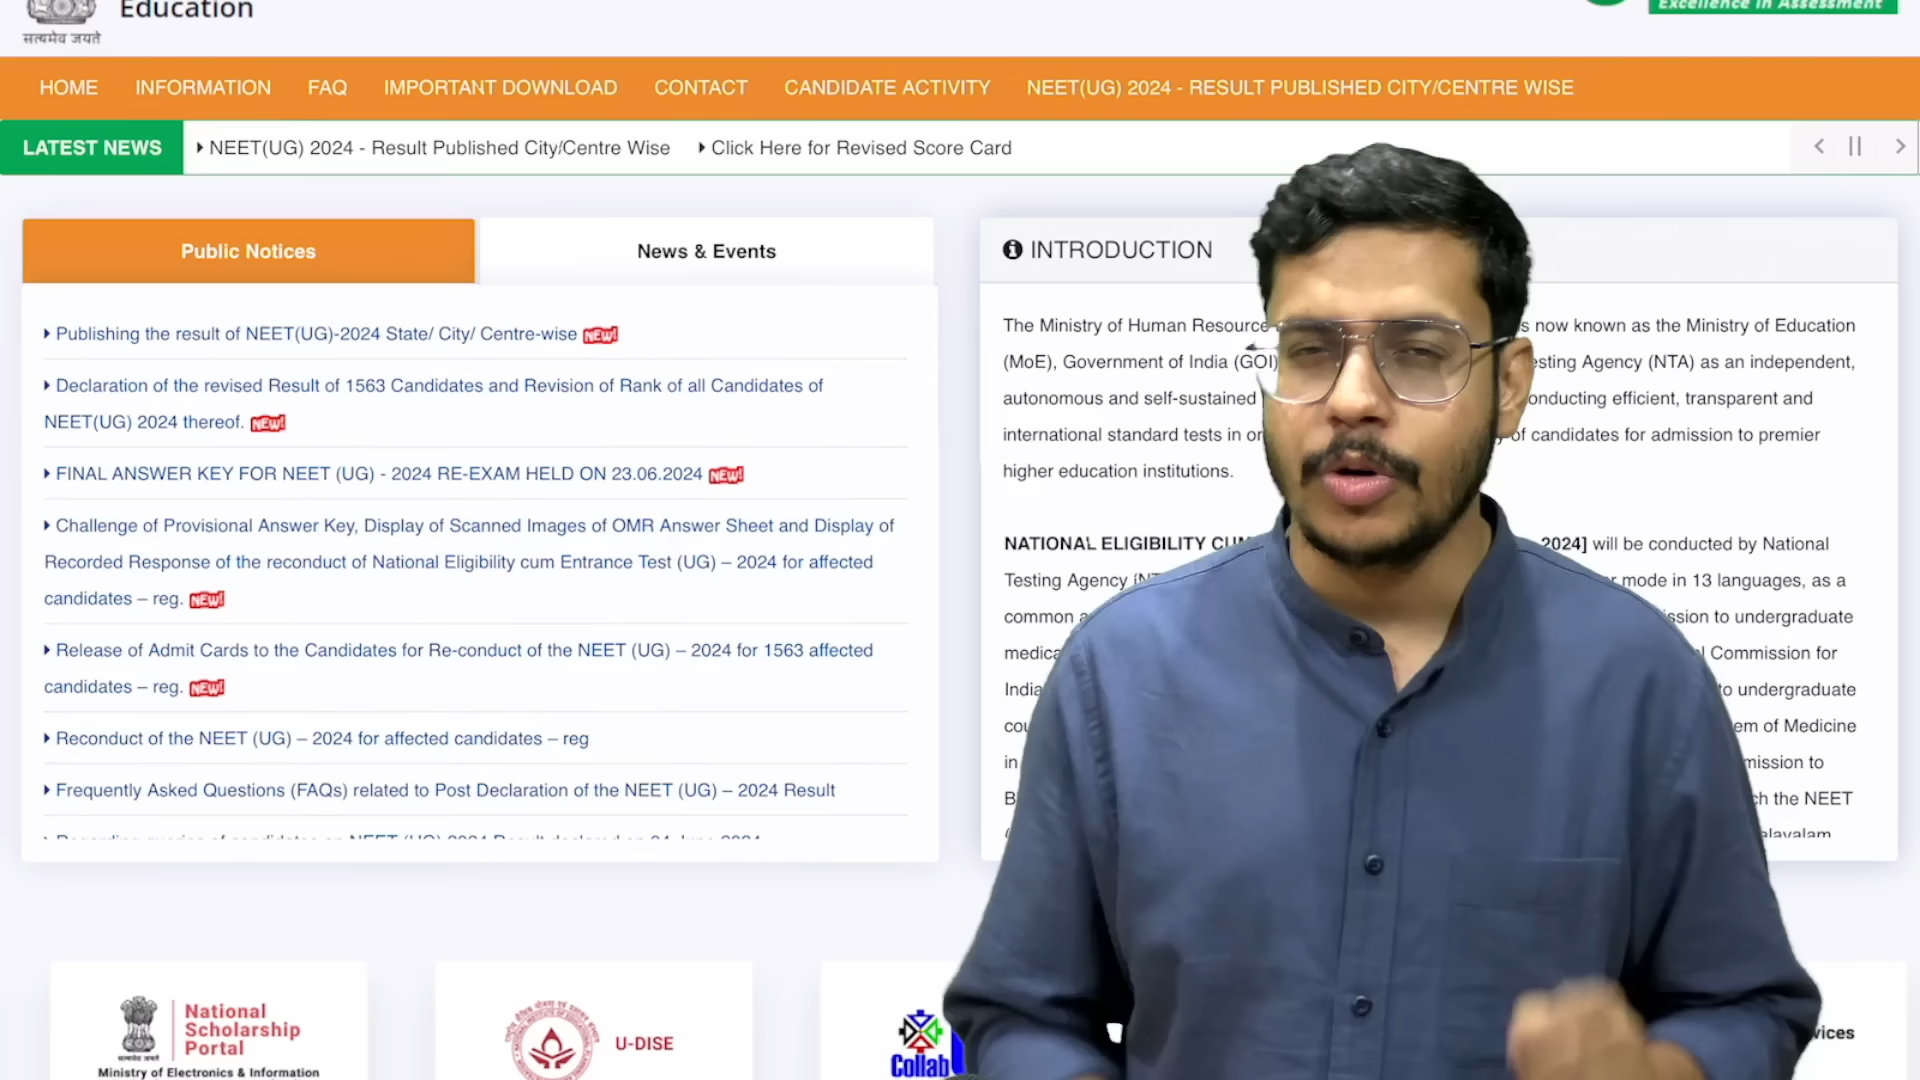 Education
सत्यमेव जयते
Excellence in Assessment
HOME INFORMATION FAQ IMPORTANT DOWNLOAD CONTACT CANDIDATE ACTIVITY NEET(UG) 2024 - RESULT PUBLISHED CITY/CENTRE WISE
LATEST NEWS NEET(UG) 2024 - Result Published City/Centre Wise Click Here for Revised Score Card
Public Notices News & Events
Publishing the result of NEET(UG)-2024 State/ City/ Centre-wise NEW!
Declaration of the revised Result of 1563 Candidates and Revision of Rank of all Candidates of
NEET(UG) 2024 thereof. NEW!
FINAL ANSWER KEY FOR NEET (UG) - 2024 RE-EXAM HELD ON 23.06.2024 NEW!
Challenge of Provisional Answer Key, Display of Scanned Images of OMR Answer Sheet and Display of
Recorded Response of the reconduct of National Eligibility cum Entrance Test (UG) – 2024 for affected
candidates – reg. NEW!
Release of Admit Cards to the Candidates for Re-conduct of the NEET (UG) – 2024 for 1563 affected
candidates – reg. NEW!
Reconduct of the NEET (UG) – 2024 for affected candidates – reg
Frequently Asked Questions (FAQs) related to Post Declaration of the NEET (UG) – 2024 Result
INTRODUCTION
The Ministry of Human Resource now known as the Ministry of Education
(MoE), Government of India (GOI) Agency (NTA) as an independent,
autonomous and self-sustained conducting efficient, transparent and
international standard tests in of candidates for admission to premier
higher education institutions.
NATIONAL ELIGIBILITY 2024] will be conducted by National
Testing Agency mode in 13 languages, as a
common to undergraduate
Commission for
India to undergraduate
of Medicine
in to
the NEET
National
Scholarship
Portal
Ministry of Electronics & Information
U-DISE
Collab